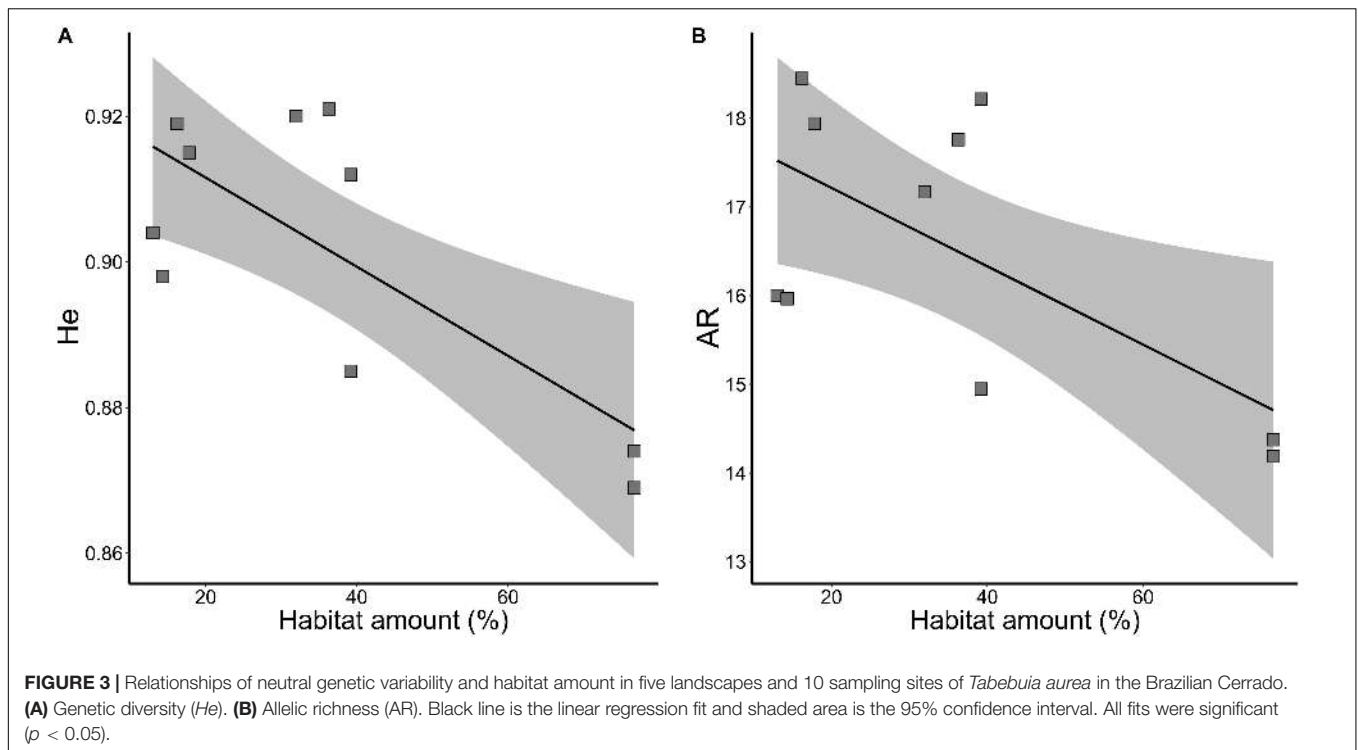 A
He
0.92
0.90
0.88
0.86
20
40
60
Habitat amount (%)
B
AR
18
17
16
15
14
13
20
40
60
Habitat amount (%)
FIGURE 3 | Relationships of neutral genetic variability and habitat amount in five landscapes and 10 sampling sites of Tabebuia aurea in the Brazilian Cerrado.
(A) Genetic diversity (He). (B) Allelic richness (AR). Black line is the linear regression fit and shaded area is the 95% confidence interval. All fits were significant
(p < 0.05).